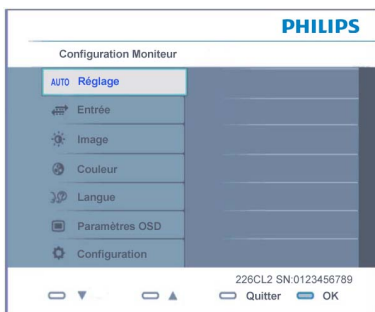 PHILIPS
Configuration Moniteur
AUTO Réglage
Entrée
Image
Couleur
Langue
Paramètres OSD
Configuration
226CL2 SN:0123456789
Quitter OK